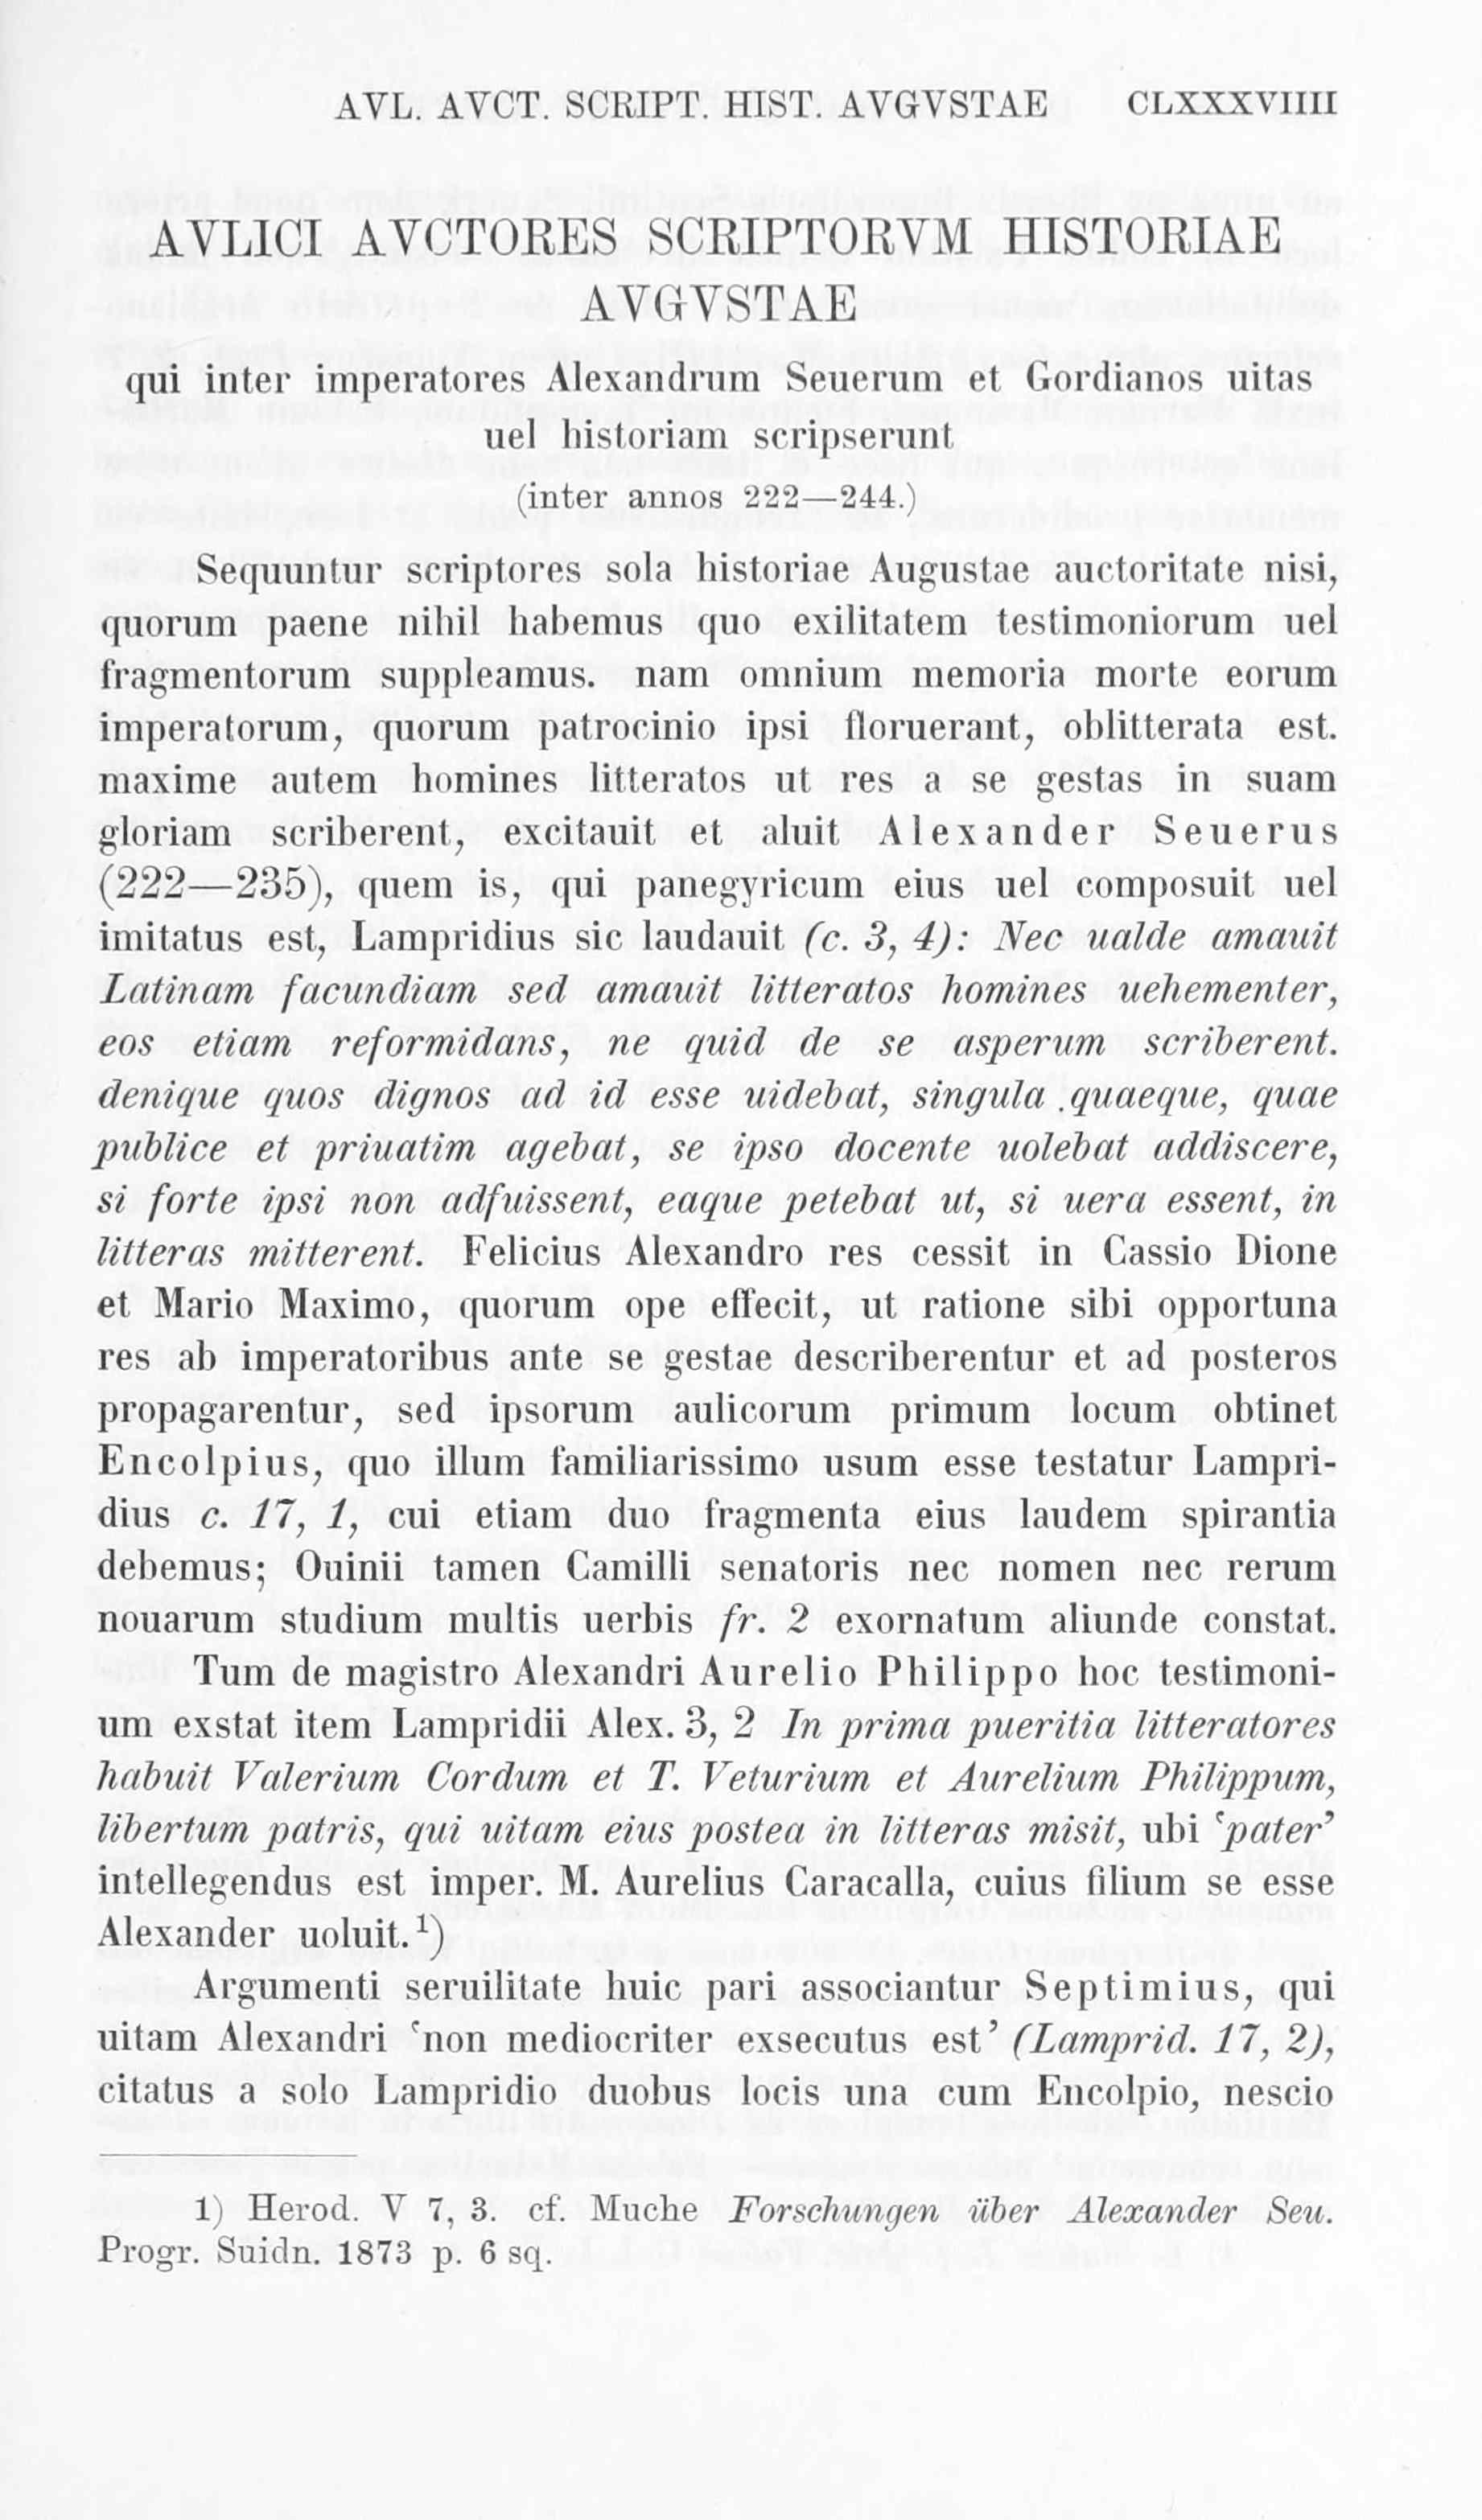 AVL. AVCT. SCRIPT. HIST. AVGVSTAE CLXXXVIIII
AVLICI AVCTORES SCRIPTORVM HISTORIAE
AVGVSTAE
qui inter imperatores Alexandrum Seuerum et Gordianos uitas
uel historiam scripserunt
(inter annos 222—244.)
Sequuntur scriptores sola historiae Augustae auctoritate nisi,
quorum paene nihil habemus quo exilitatem testimoniorum uel
fragmentorum suppleamus. nam omnium memoria morte eorum
imperatorum, quorum patrocinio ipsi floruerant, oblitterata est.
maxime autem homines litteratos ut res a se gestas in suam
gloriam scriberent, excitauit et aluit Alexander Seuerus
(222—235), quem is, qui panegyricum eius uel composuit uel
imitatus est, Lampridius sic laudauit (c. 3, 4): Nec ualde amauit
Latinam facundiam sed amauit litteratos homines uehementer,
eos etiam reformidans, ne quid de se asperum scriberent.
denique quos dignos ad id esse uidebat, singula .quaeque, quae
publice et priuatim agebat, se ipso docente uolebat addiscere,
si forte ipsi non adfuissent, eaque petebat ut, si uera essent, in
litteras mitterent. Felicius Alexandro res cessit in Cassio Dione
et Mario Maximo, quorum ope effecit, ut ratione sibi opportuna
res ab imperatoribus ante se gestae describerentur et ad posteros
propagarentur, sed ipsorum aulicorum primum locum obtinet
Encolpius, quo illum familiarissimo usum esse testatur Lampri-
dius c. 17, 1, cui etiam duo fragmenta eius laudem spirantia
debemus; Ouinii tamen Camilli senatoris nec nomen nec rerum
nouarum studium multis uerbis fr. 2 exornatum aliunde constat.
Tum de magistro Alexandri Aurelio Philippo hoc testimoni-
um exstat item Lampridii Alex. 3, 2 In prima pueritia litteratores
habuit Valerium Cordum et T. Veturium et Aurelium Philippum,
libertum patris, qui uitam eius postea in litteras misit, ubi ‘pater’
intellegendus est imper. M. Aurelius Caracalla, cuius filium se esse
Alexander uoluit.¹)
Argumenti seruilitate huic pari associantur Septimius, qui
uitam Alexandri ‘non mediocriter exsecutus est’ (Lamprid. 17, 2),
citatus a solo Lampridio duobus locis una cum Encolpio, nescio
1) Herod. V 7, 3. cf. Muche Forschungen über Alexander Seu.
Progr. Suidn. 1873 p. 6 sq.